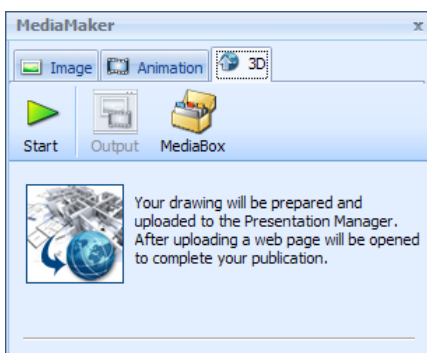 MediaMaker x
Image Animation 3D
Start Output MediaBox
Your drawing will be prepared and
uploaded to the Presentation Manager.
After uploading a web page will be opened
to complete your publication.